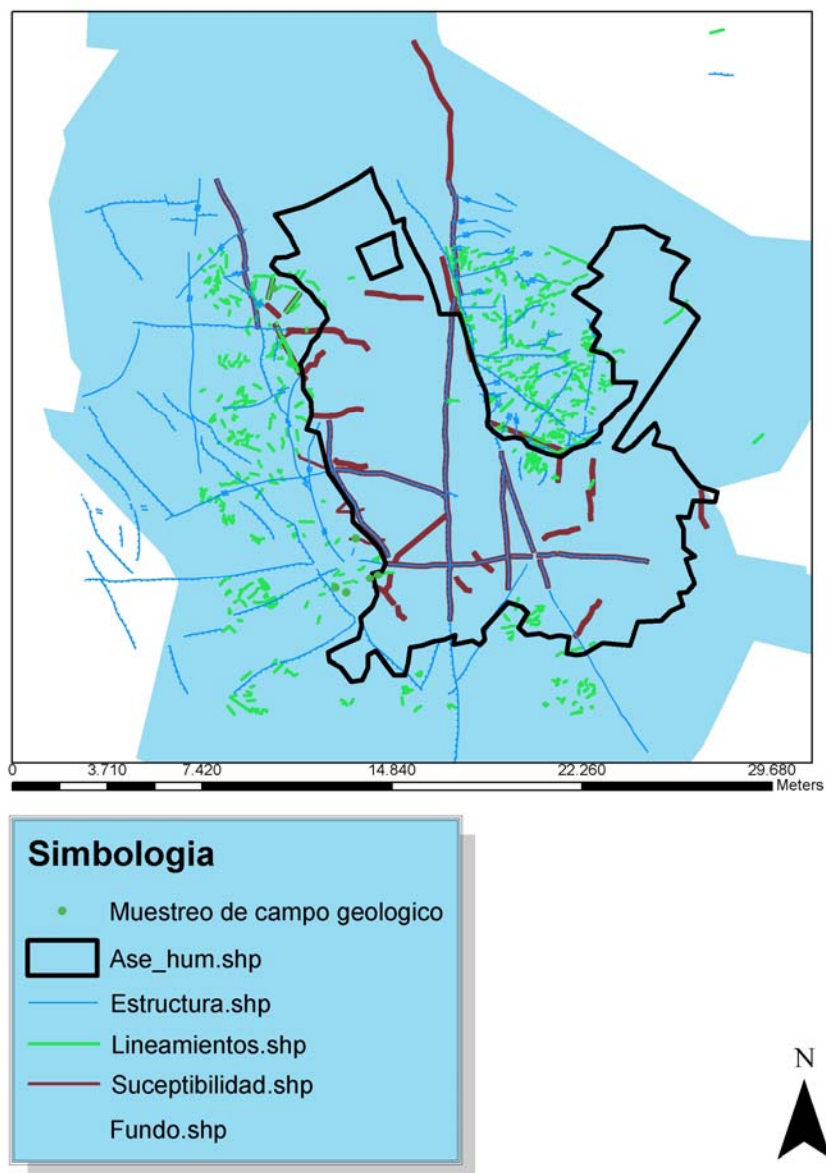 0 3.710 7.420 14.840 22.260 29.680
Meters
Simbologia
Muestreo de campo geologico
Ase_hum.shp
Estructura.shp
Lineamientos.shp
Suceptibilidad.shp
Fundo.shp
N